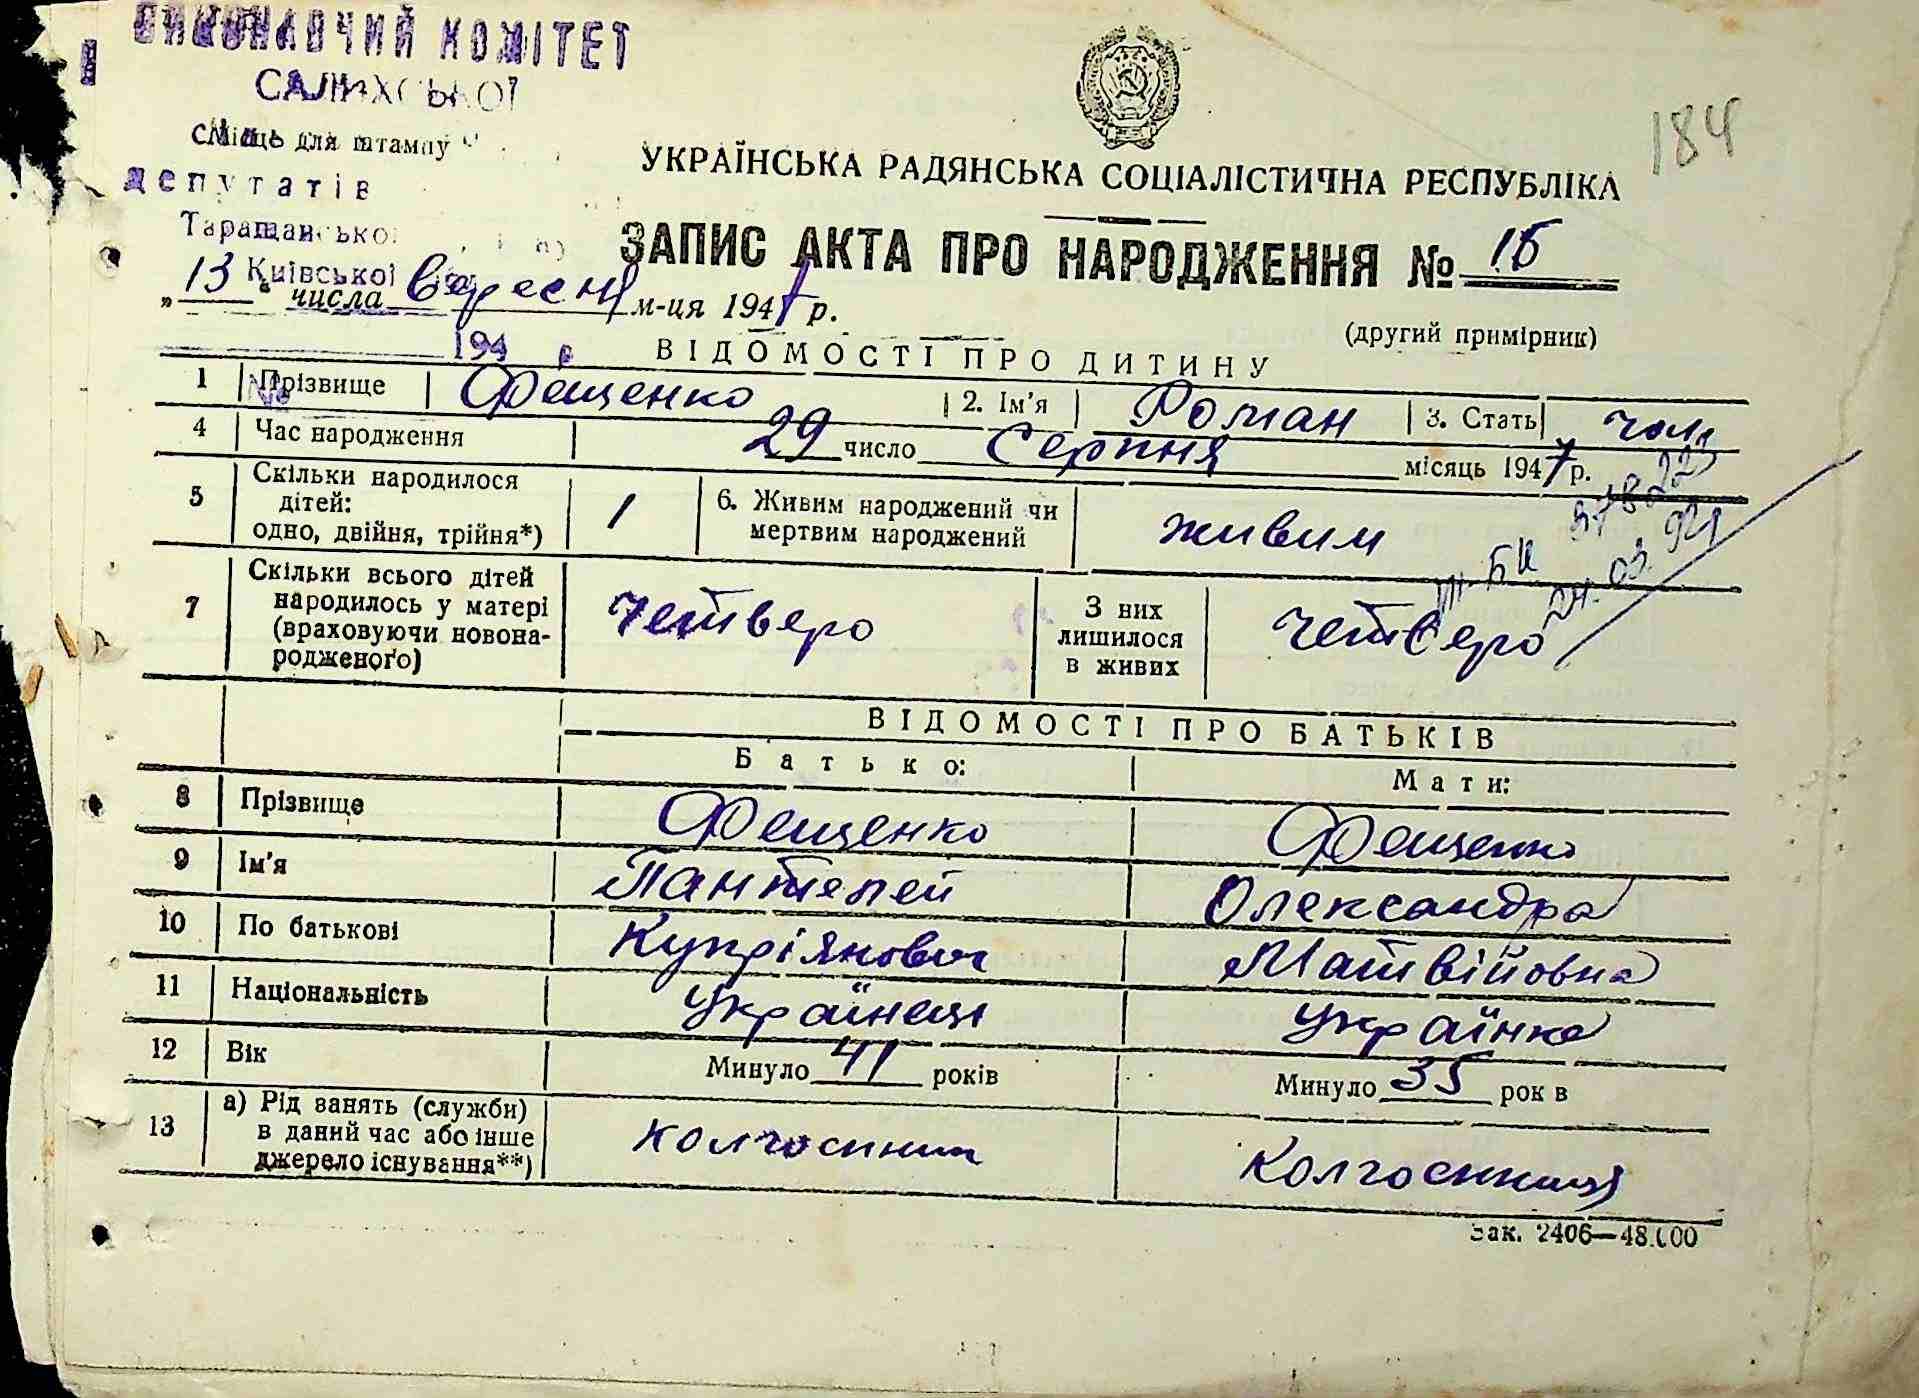 ВИКОНАВЧИЙ КОМІТЕТ
САЛИХСЬКОЇ
Місце для штампу
депутатів
Таращанської
Київської
184
УКРАЇНСЬКА РАДЯНСЬКА СОЦІАЛІСТИЧНА РЕСПУБЛІКА
ЗАПИС АКТА ПРО НАРОДЖЕННЯ № 15
„13" числа вересня м-ця 1947 р.
(другий примірник)
194 р
ВІДОМОСТІ ПРО ДИТИНУ
1 Прізвище Фещенко 2. Ім'я Роман 3. Стать чол.
4 Час народження 29 число Серпня місяць 1947 р.
5 Скільки народилося дітей: одно, двійня, трійня*) 1 6. Живим народжений чи мертвим народжений живим
7 Скільки всього дітей народилось у матері (враховуючи новонародженого) четверо З них лишилося в живих четверо
24.03.
ВІДОМОСТІ ПРО БАТЬКІВ
Батько: Мати:
8 Прізвище Фещенко Фещенко
9 Ім'я Пантелей Олександра
10 По батькові Купріянович Матвійовна
11 Національність Українець Українка
12 Вік Минуло 41 років Минуло 35 рок в
13 а) Рід занять (служби) в даний час або інше джерело існування**) колгоспник Колгоспниця
Зак. 2406—48.000